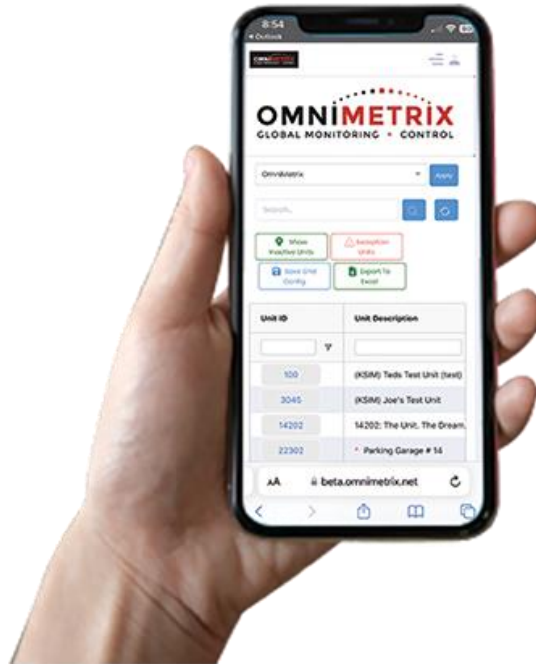 8:54
Outlook
OMNIMETRIX
GLOBAL MONITORING • CONTROL
OmniMetrix
Apply
Search...
Show Inactive Units
Exception Units
Save Grid Config
Export To Excel
Unit ID Unit Description
100 (KSIM) Teds Test Unit (test)
3045 (KSIM) Joe's Test Unit
14202 14202: The Unit. The Dream.
22302 * Parking Garage # 14
AA beta.omnimetrix.net